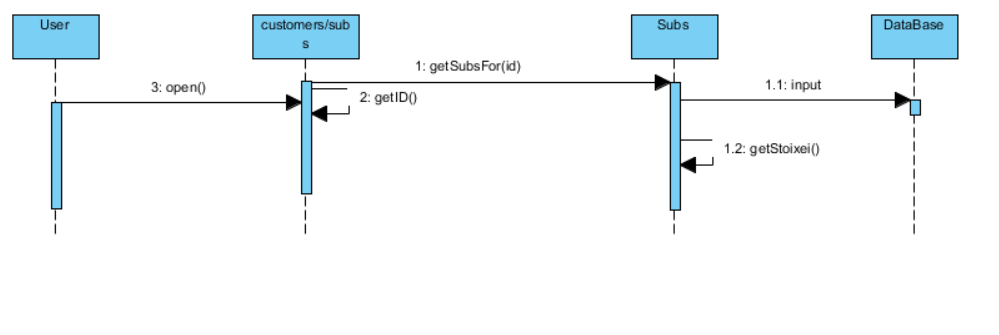 User
customers/sub
s
Subs
DataBase
1: getSubsFor(id)
3: open()
2: getID()
1.1: input
1.2: getStoixei()